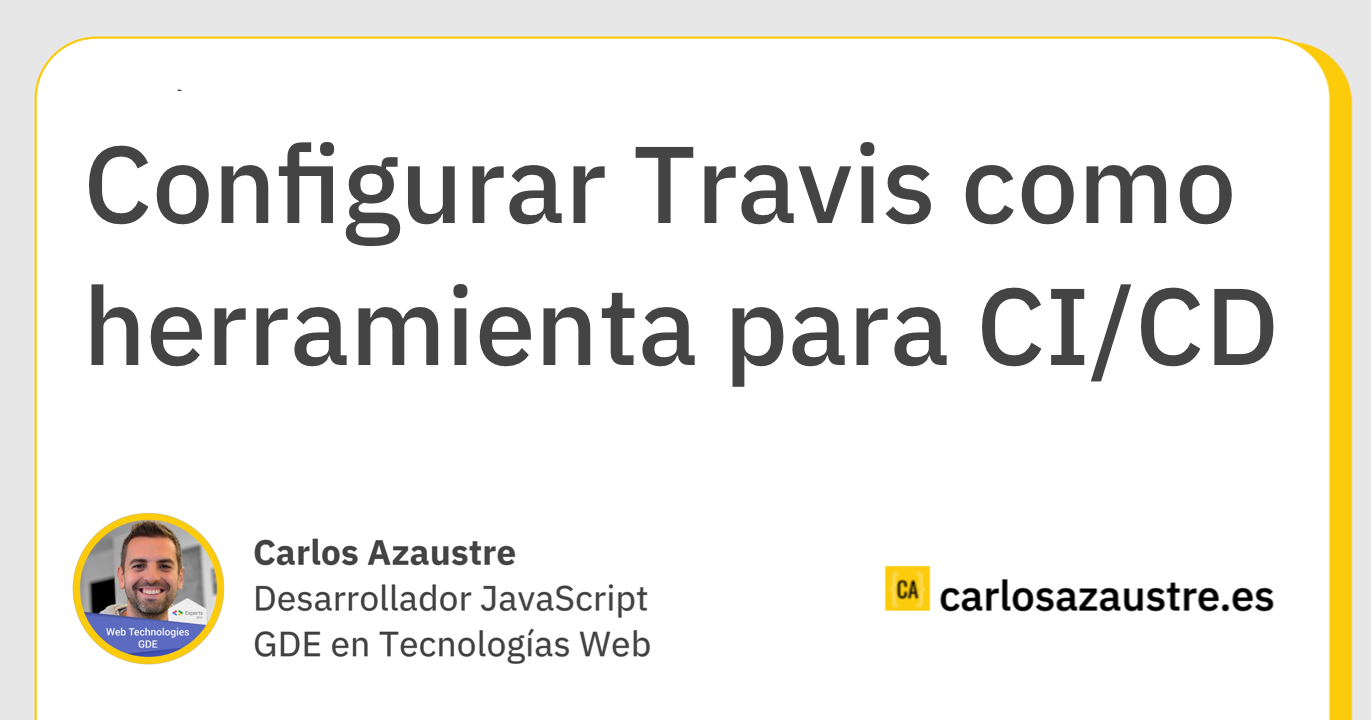 Configurar Travis como
herramienta para CI/CD
Carlos Azaustre
Desarrollador JavaScript
GDE en Tecnologías Web
CA
carlosazaustre.es
Experts
Web Technologies
GDE